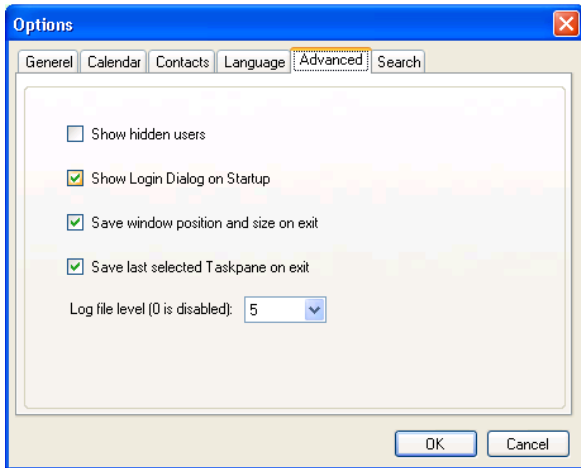 Options
Generel Calendar Contacts Language Advanced Search
Show hidden users
Show Login Dialog on Startup
Save window position and size on exit
Save last selected Taskpane on exit
Log file level (0 is disabled): 5
OK Cancel